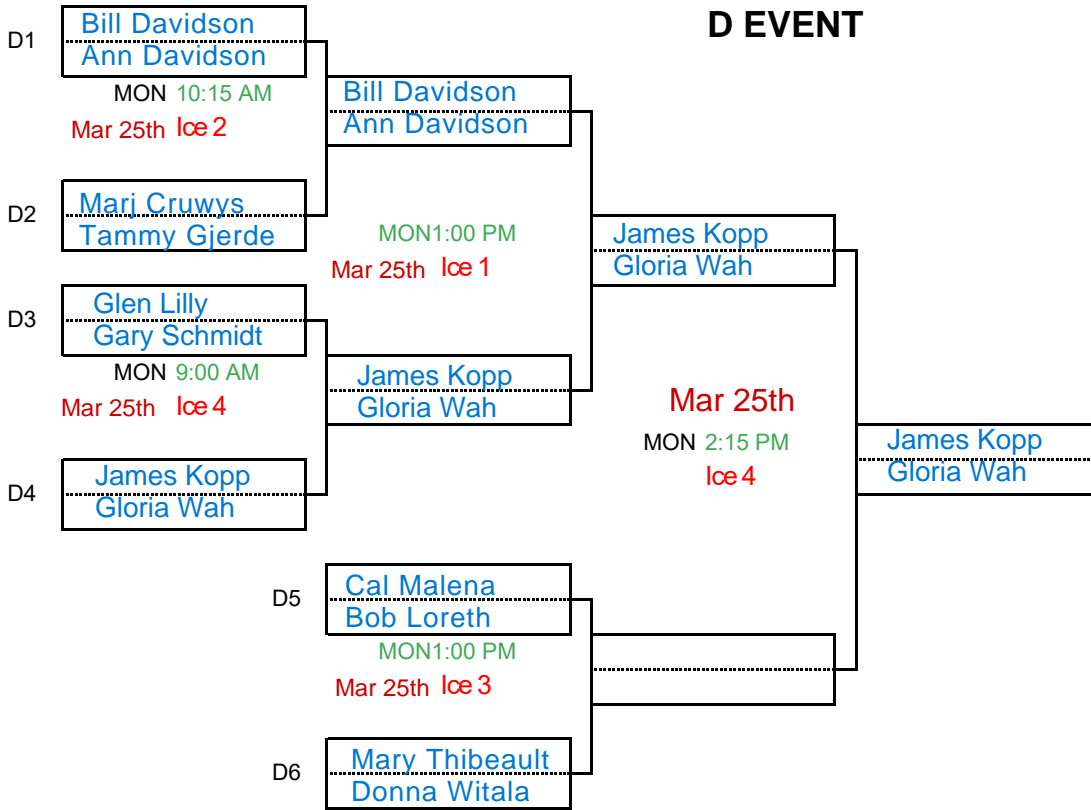 D EVENT
D1
Bill Davidson
Ann Davidson
MON 10:15 AM
Mar 25th Ice 2
D2
Marj Cruwys
Tammy Gjerde
D3
Glen Lilly
Gary Schmidt
MON 9:00 AM
Mar 25th Ice 4
D4
James Kopp
Gloria Wah
Bill Davidson
Ann Davidson
MON1:00 PM
Mar 25th Ice 1
James Kopp
Gloria Wah
D5
Cal Malena
Bob Loreth
MON1:00 PM
Mar 25th Ice 3
D6
Mary Thibeault
Donna Witala
James Kopp
Gloria Wah
Mar 25th
MON 2:15 PM
Ice 4
James Kopp
Gloria Wah